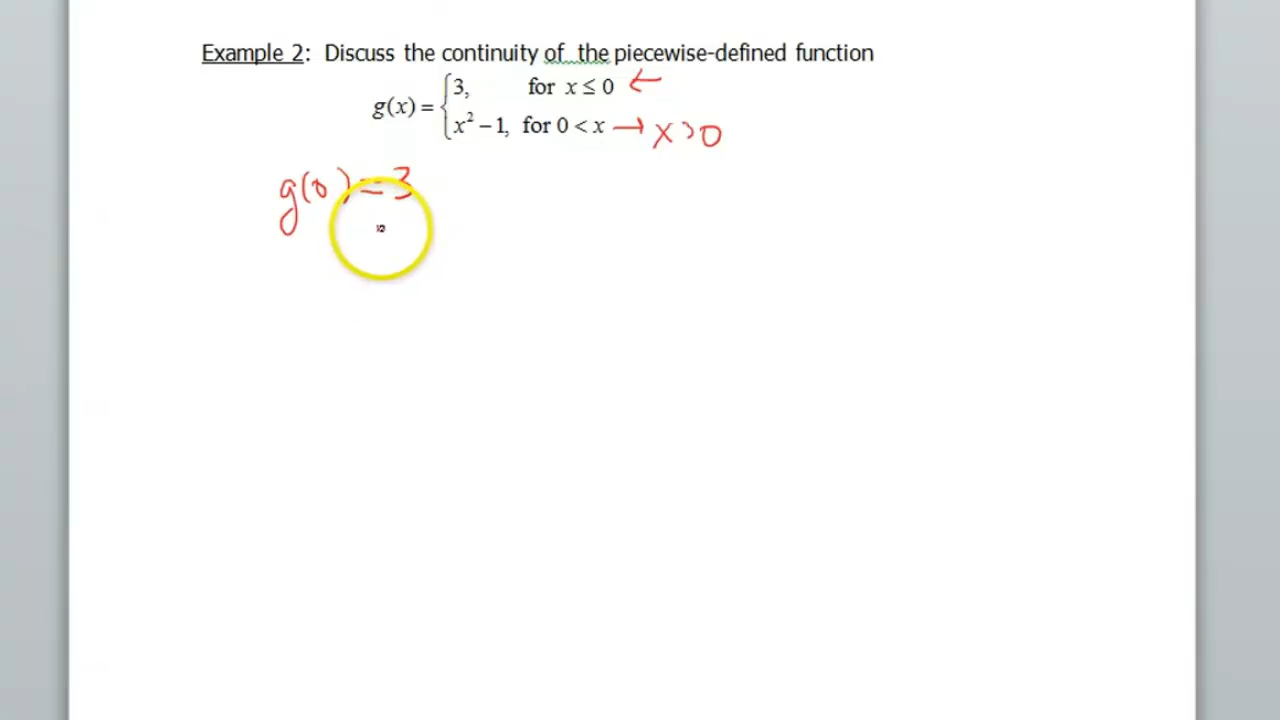 Example 2: Discuss the continuity of the piecewise-defined function
g(x) = { 3, for x ≤ 0 ←
x² − 1, for 0 < x → x > 0
g(0) = 3